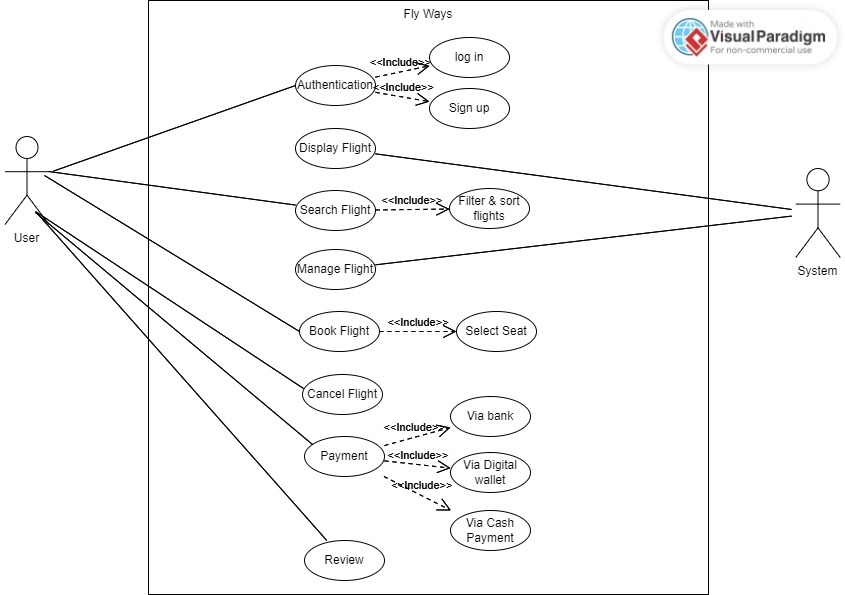 Fly Ways
Made with
VisualParadigm
For non-commercial use
<<Include>>
log in
Authentication
<<Include>>
Sign up
Display Flight
Search Flight
<<Include>>
Filter & sort
flights
User
Manage Flight
System
Book Flight
<<Include>>
Select Seat
Cancel Flight
Via bank
<<Include>>
Payment
<<Include>>
Via Digital
wallet
<<Include>>
Via Cash
Payment
Review